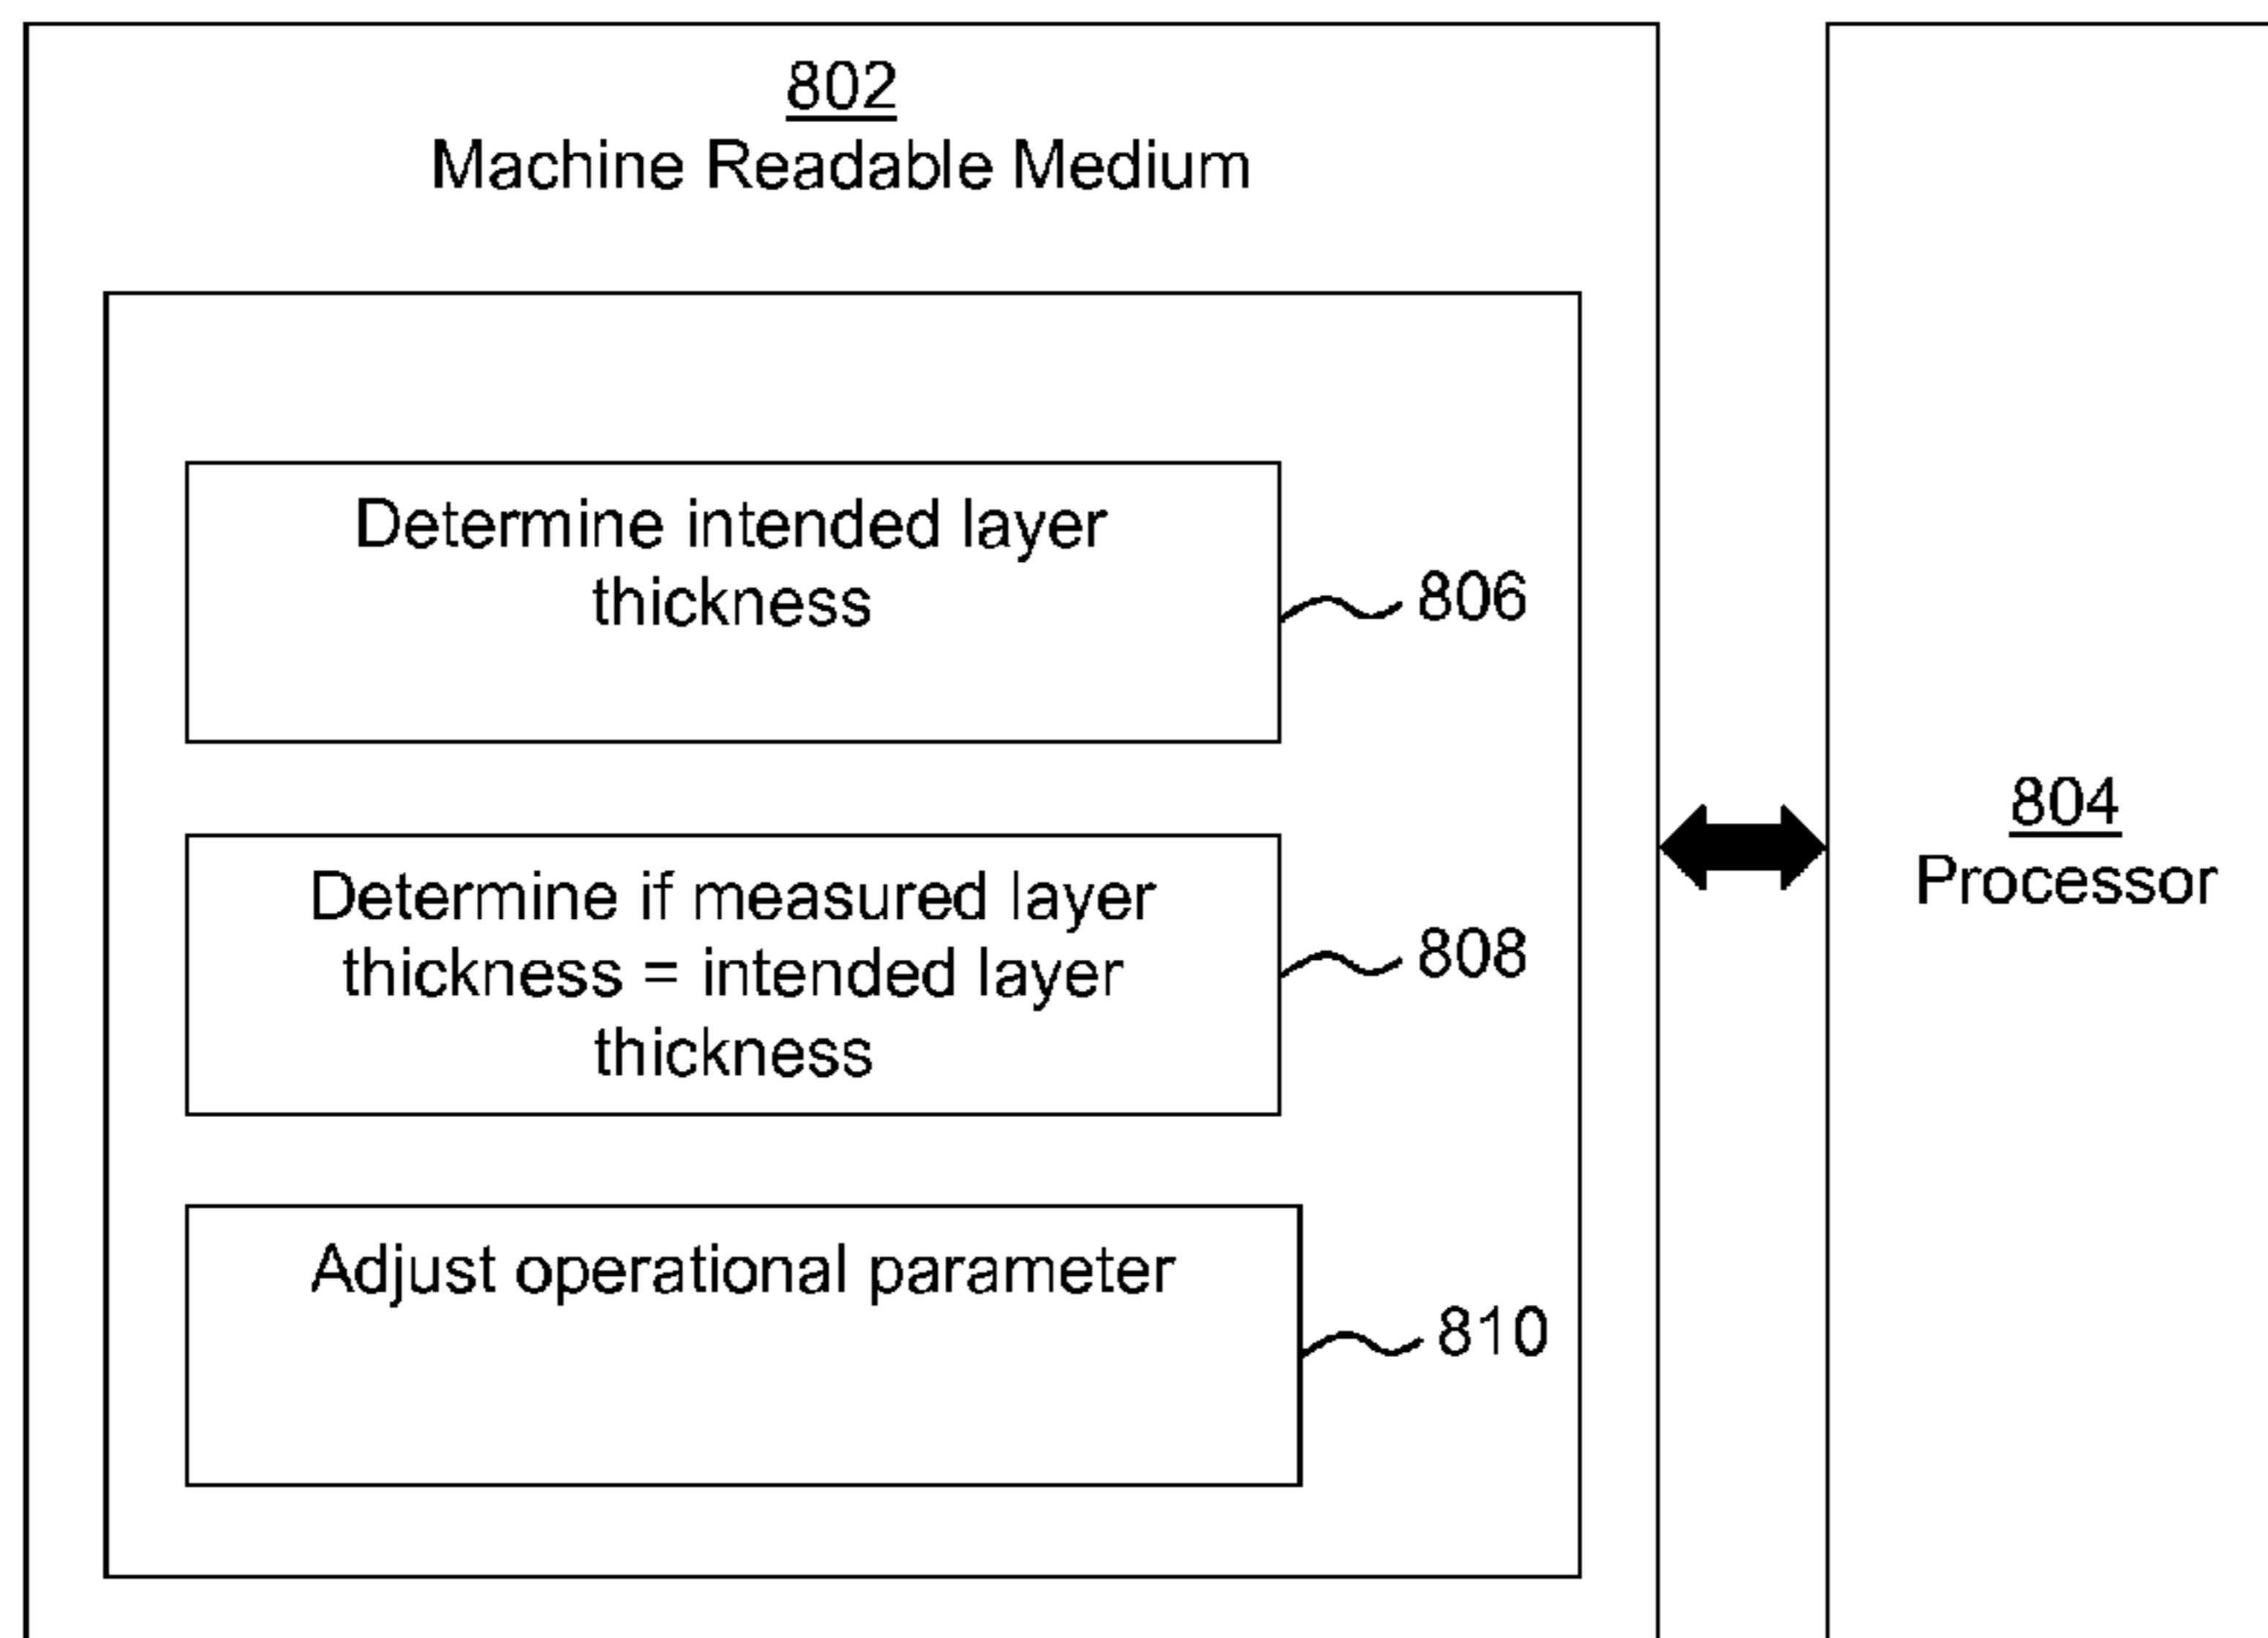 802
Machine Readable Medium
Determine intended layer
thickness
806
Determine if measured layer
thickness = intended layer
thickness
808
Adjust operational parameter
810
804
Processor